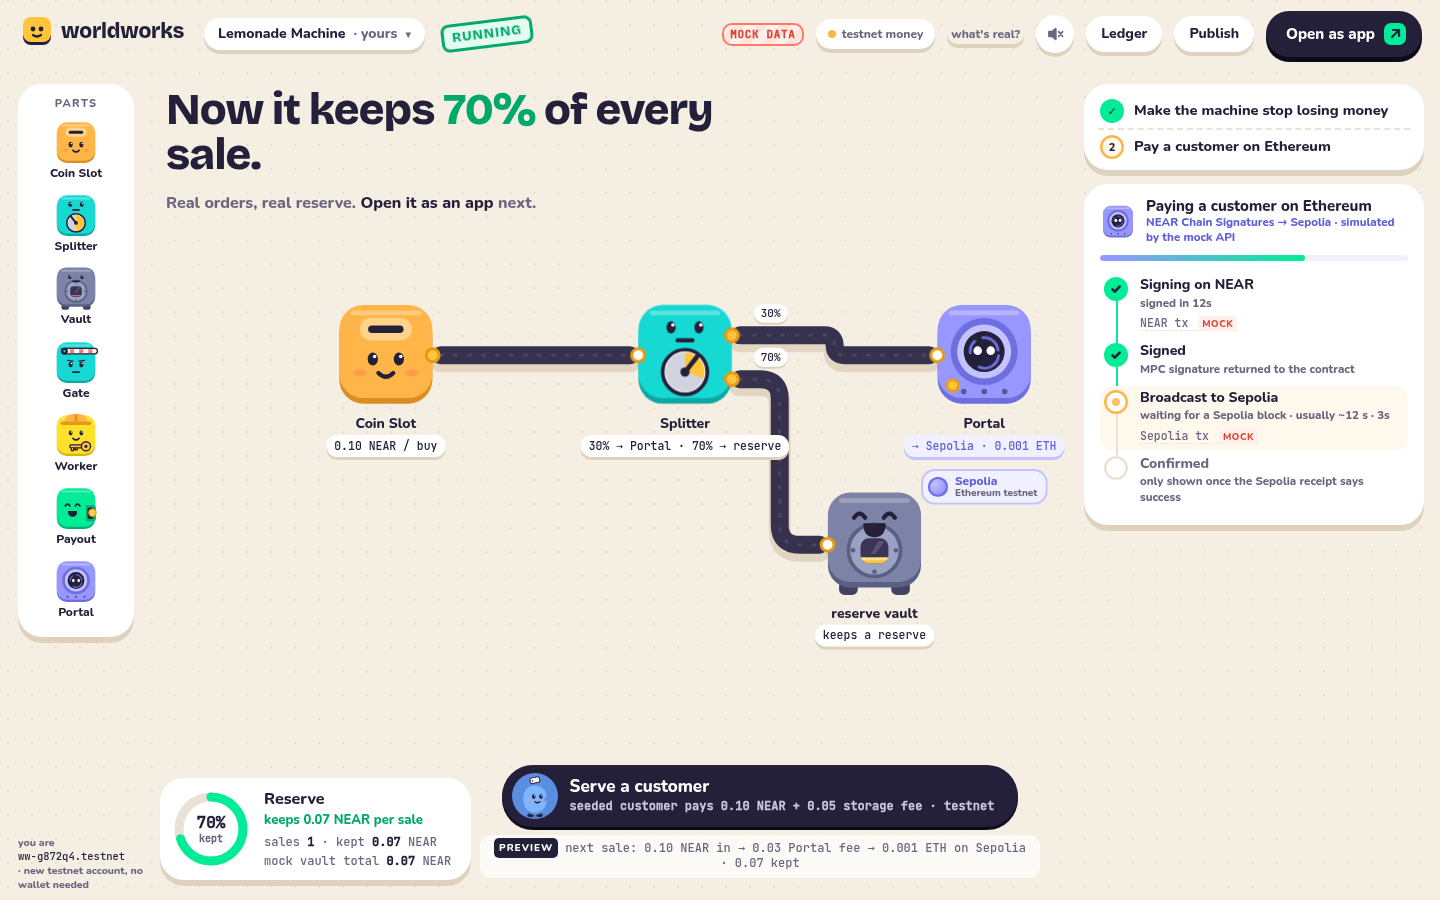 worldworks
Lemonade Machine · yours ▾
RUNNING
MOCK DATA
testnet money
what's real?
Ledger
Publish
Open as app
PARTS
Coin Slot
Splitter
Vault
Gate
Worker
Payout
Portal
Now it keeps 70% of every
sale.
Real orders, real reserve. Open it as an app next.
30%
70%
Coin Slot
0.10 NEAR / buy
Splitter
30% → Portal · 70% → reserve
Portal
→ Sepolia · 0.001 ETH
Sepolia
Ethereum testnet
reserve vault
keeps a reserve
Make the machine stop losing money
2 Pay a customer on Ethereum
Paying a customer on Ethereum
NEAR Chain Signatures → Sepolia · simulated
by the mock API
Signing on NEAR
signed in 12s
NEAR tx MOCK
Signed
MPC signature returned to the contract
Broadcast to Sepolia
waiting for a Sepolia block · usually ~12 s · 3s
Sepolia tx MOCK
Confirmed
only shown once the Sepolia receipt says
success
you are
ww-g872q4.testnet
· new testnet account, no
wallet needed
70%
kept
Reserve
keeps 0.07 NEAR per sale
sales 1 · kept 0.07 NEAR
mock vault total 0.07 NEAR
Serve a customer
seeded customer pays 0.10 NEAR + 0.05 storage fee · testnet
PREVIEW next sale: 0.10 NEAR in → 0.03 Portal fee → 0.001 ETH on Sepolia
· 0.07 kept